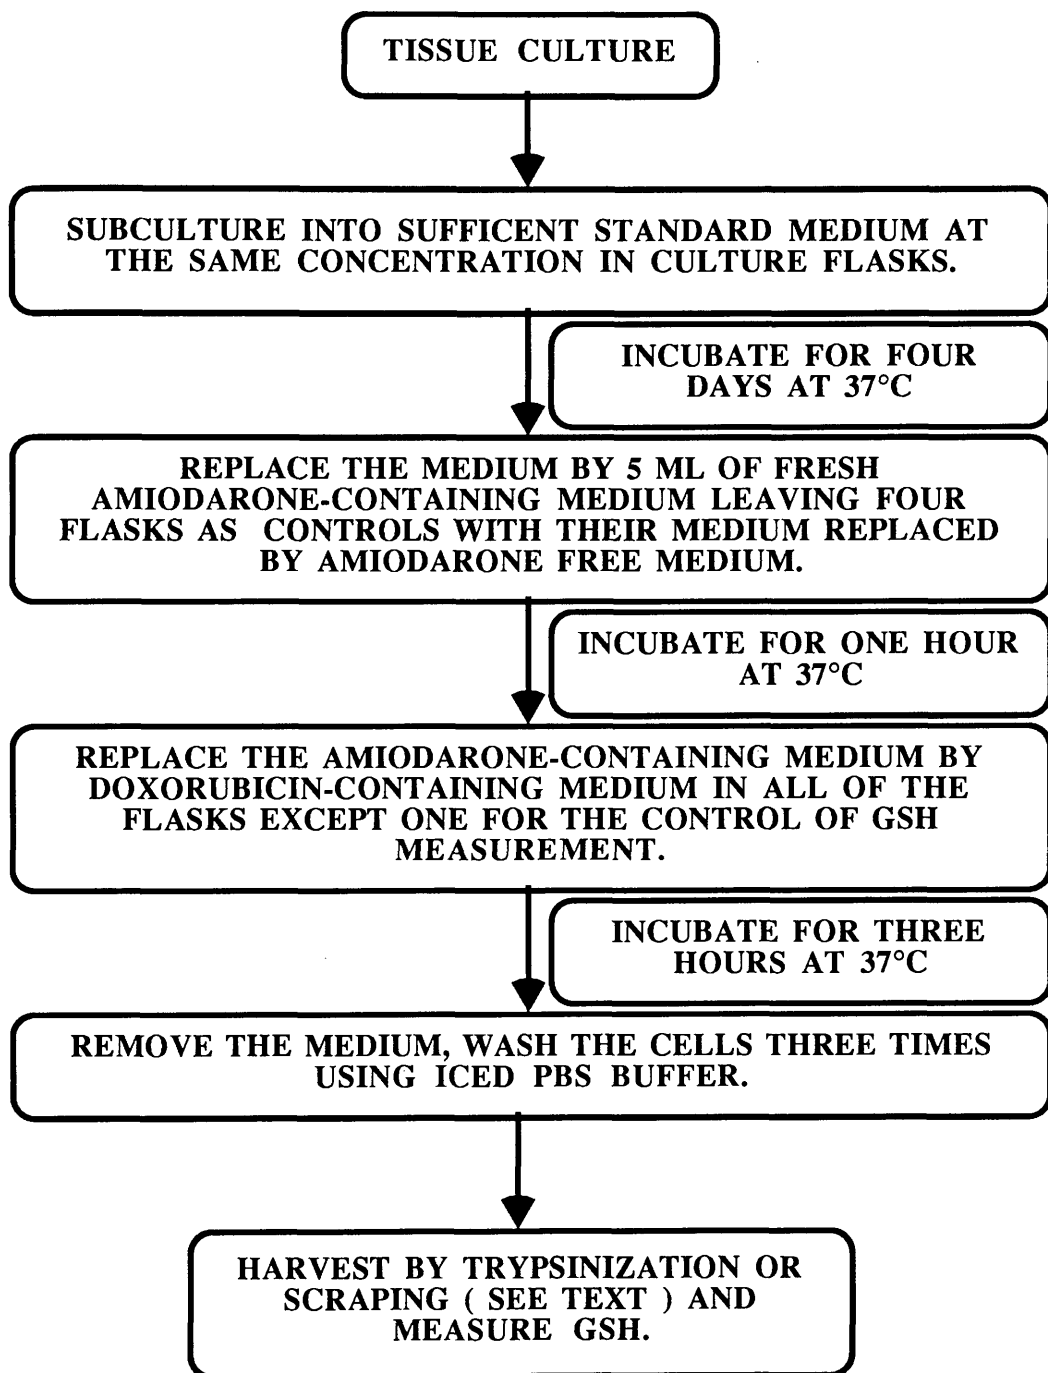 TISSUE CULTURE
SUBCULTURE INTO SUFFICENT STANDARD MEDIUM AT
THE SAME CONCENTRATION IN CULTURE FLASKS.
INCUBATE FOR FOUR
DAYS AT 37°C
REPLACE THE MEDIUM BY 5 ML OF FRESH
AMIODARONE-CONTAINING MEDIUM LEAVING FOUR
FLASKS AS CONTROLS WITH THEIR MEDIUM REPLACED
BY AMIODARONE FREE MEDIUM.
INCUBATE FOR ONE HOUR
AT 37°C
REPLACE THE AMIODARONE-CONTAINING MEDIUM BY
DOXORUBICIN-CONTAINING MEDIUM IN ALL OF THE
FLASKS EXCEPT ONE FOR THE CONTROL OF GSH
MEASUREMENT.
INCUBATE FOR THREE
HOURS AT 37°C
REMOVE THE MEDIUM, WASH THE CELLS THREE TIMES
USING ICED PBS BUFFER.
HARVEST BY TRYPSINIZATION OR
SCRAPING ( SEE TEXT ) AND
MEASURE GSH.